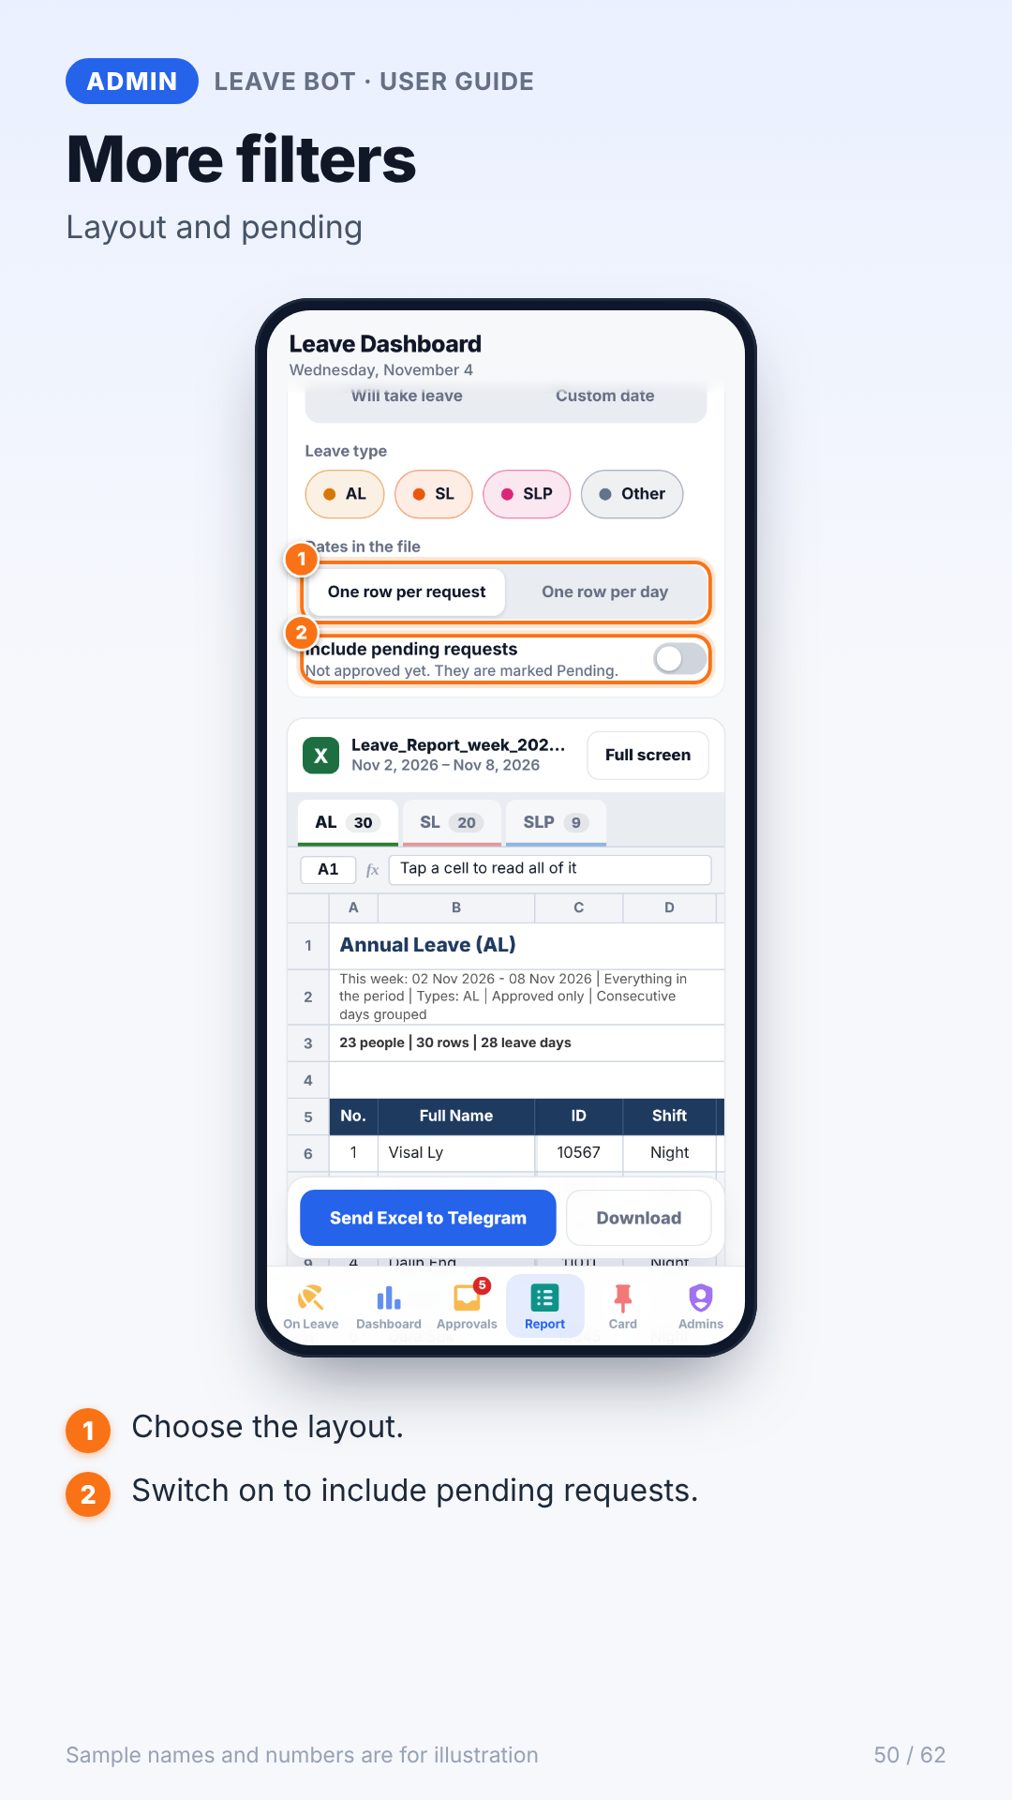 ADMIN LEAVE BOT · USER GUIDE
More filters
Layout and pending
Leave Dashboard
Wednesday, November 4
Will take leave Custom date
Leave type
AL SL SLP Other
Dates in the file
1
One row per request One row per day
2
Include pending requests
Not approved yet. They are marked Pending.
X Leave_Report_week_202... Full screen
Nov 2, 2026 – Nov 8, 2026
AL 30 SL 20 SLP 9
A1 fx Tap a cell to read all of it
A B C D
1 Annual Leave (AL)
2 This week: 02 Nov 2026 - 08 Nov 2026 | Everything in
the period | Types: AL | Approved only | Consecutive
days grouped
3 23 people | 30 rows | 28 leave days
4
5 No. Full Name ID Shift
6 1 Visal Ly 10567 Night
Send Excel to Telegram Download
9 4 Night
5
On Leave Dashboard Approvals Report Card Admins
1 Choose the layout.
2 Switch on to include pending requests.
Sample names and numbers are for illustration 50 / 62